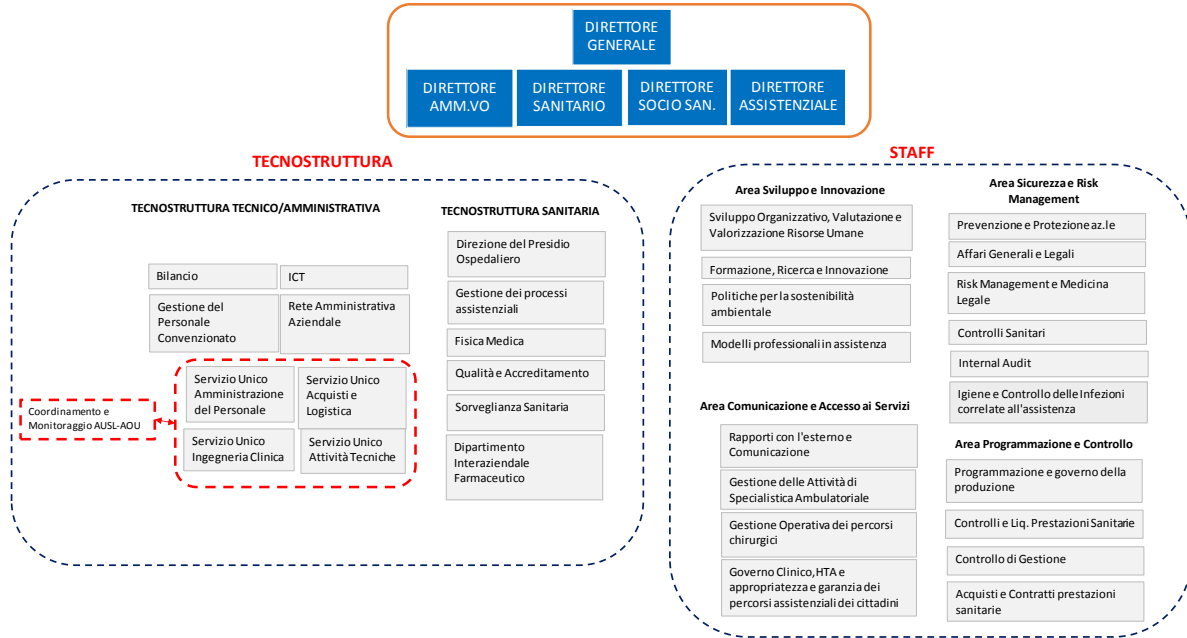 DIRETTORE
GENERALE
DIRETTORE
AMM.VO
DIRETTORE
SANITARIO
DIRETTORE
SOCIO SAN.
DIRETTORE
ASSISTENZIALE
TECNOSTRUTTURA
TECNOSTRUTTURA TECNICO/AMMINISTRATIVA
Bilancio
ICT
Gestione del
Personale
Convenzionato
Rete Amministrativa
Aziendale
Servizio Unico
Amministrazione
del Personale
Servizio Unico
Acquisti e
Logistica
Servizio Unico
Ingegneria Clinica
Servizio Unico
Attività Tecniche
Coordinamento e
Monitoraggio AUSL-AOU
TECNOSTRUTTURA SANITARIA
Direzione del Presidio
Ospedaliero
Gestione dei processi
assistenziali
Fisica Medica
Qualità e Accreditamento
Sorveglianza Sanitaria
Dipartimento
Interaziendale
Farmaceutico
STAFF
Area Sviluppo e Innovazione
Sviluppo Organizzativo, Valutazione e
Valorizzazione Risorse Umane
Formazione, Ricerca e Innovazione
Politiche per la sostenibilità
ambientale
Modelli professionali in assistenza
Area Comunicazione e Accesso ai Servizi
Rapporti con l'esterno e
Comunicazione
Gestione delle Attività di
Specialistica Ambulatoriale
Gestione Operativa dei percorsi
chirurgici
Governo Clinico, HTA e
appropriatezza e garanzia dei
percorsi assistenziali dei cittadini
Area Sicurezza e Risk
Management
Prevenzione e Protezione az.le
Affari Generali e Legali
Risk Management e Medicina
Legale
Controlli Sanitari
Internal Audit
Igiene e Controllo delle Infezioni
correlate all'assistenza
Area Programmazione e Controllo
Programmazione e governo della
produzione
Controlli e Liq. Prestazioni Sanitarie
Controllo di Gestione
Acquisti e Contratti prestazioni
sanitarie